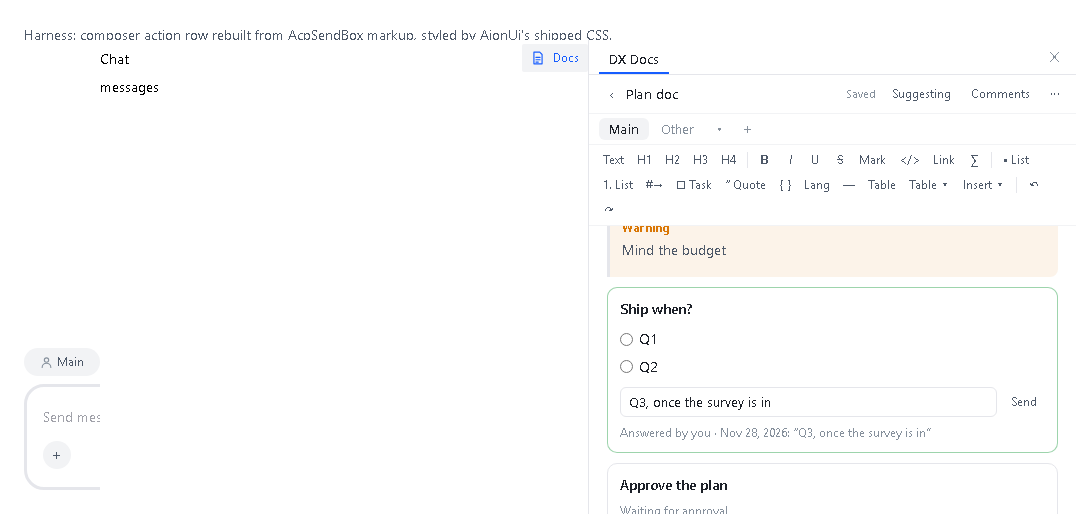 Harness: composer action row rebuilt from AcpSendBox markup, styled by AionUi's shipped CSS.
Chat
Docs
messages
Main
Send mes
+
DX Docs
‹ Plan doc Saved Suggesting Comments ···
Main Other ▾ +
Text H1 H2 H3 H4 B I U S Mark </> Link ∑ • List
1. List #→ ☐ Task " Quote { } Lang — Table Table ▾ Insert ▾ ↶
↷
Warning
Mind the budget
Ship when?
Q1
Q2
Q3, once the survey is in Send
Answered by you · Nov 28, 2026: "Q3, once the survey is in"
Approve the plan
Waiting for approval